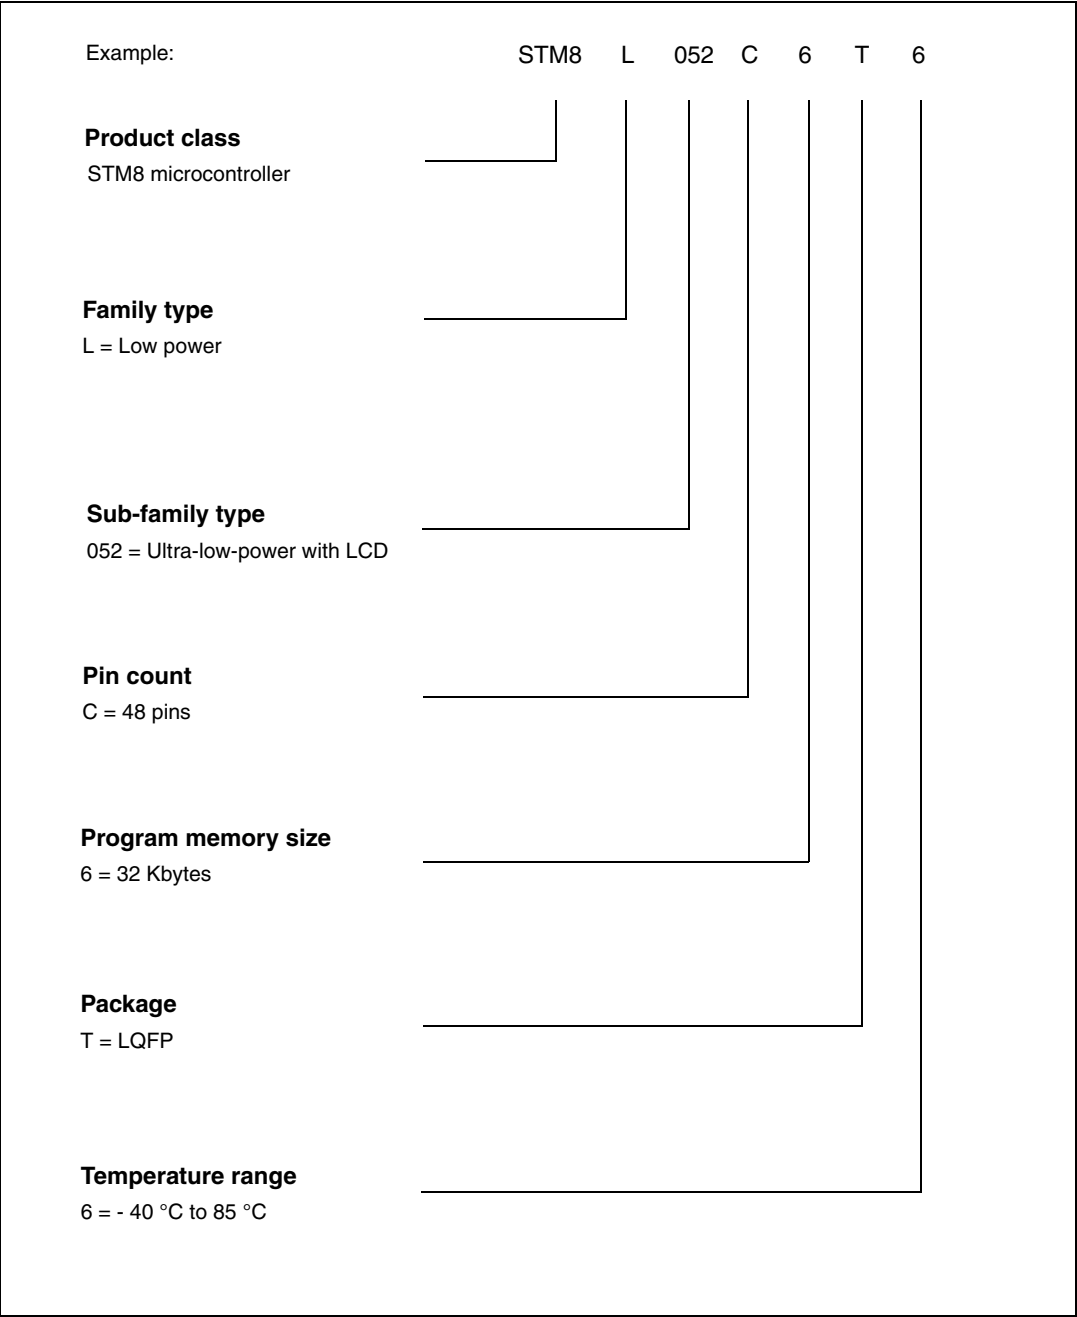 Example: STM8 L 052 C 6 T 6
Product class
STM8 microcontroller
Family type
L = Low power
Sub-family type
052 = Ultra-low-power with LCD
Pin count
C = 48 pins
Program memory size
6 = 32 Kbytes
Package
T = LQFP
Temperature range
6 = - 40 °C to 85 °C